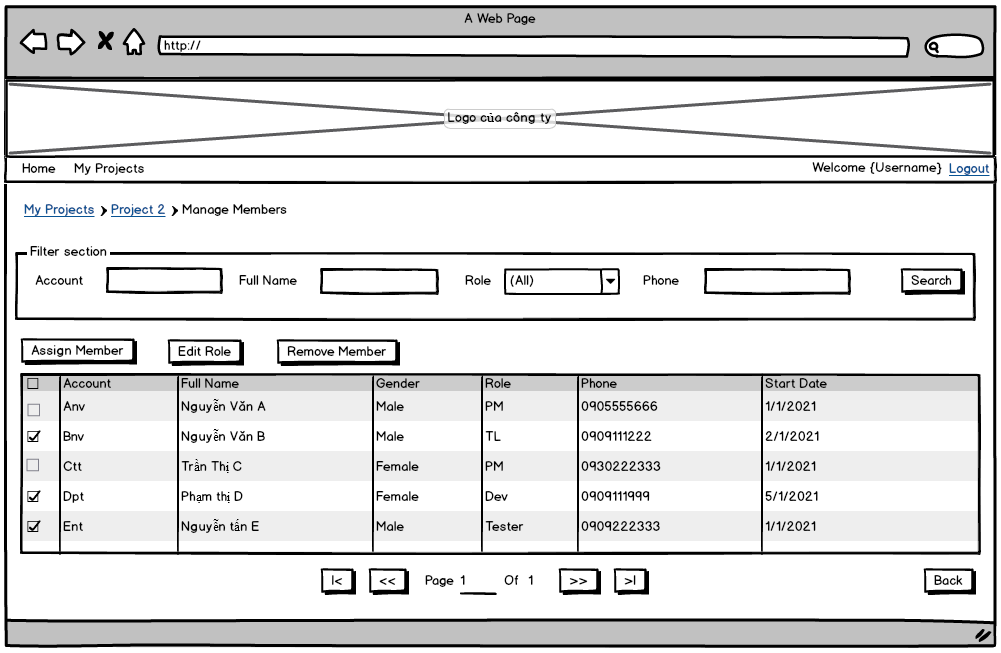 A Web Page
http://
Logo của công ty
Home My Projects Welcome {Username} Logout
My Projects Project 2 Manage Members
Filter section
Account Full Name Role (All) Phone Search
Assign Member Edit Role Remove Member
Account Full Name Gender Role Phone Start Date
Anv Nguyễn Văn A Male PM 0905555666 1/1/2021
Bnv Nguyễn Văn B Male TL 0909111222 2/1/2021
Ctt Trần Thị C Female PM 0930222333 1/1/2021
Dpt Phạm thị D Female Dev 0909111999 5/1/2021
Ent Nguyễn tấn E Male Tester 0909222333 1/1/2021
|< << Page 1 Of 1 >> >| Back